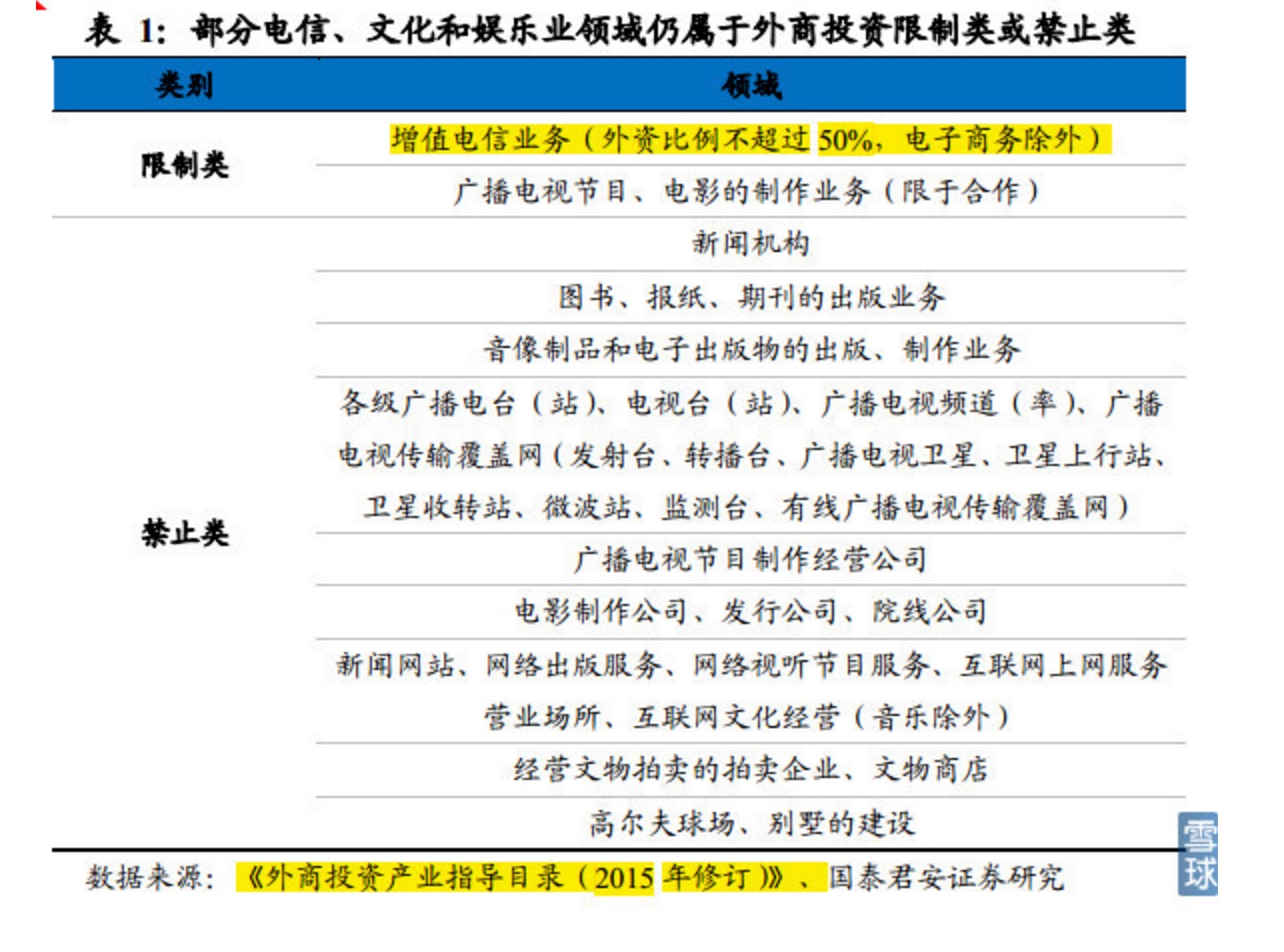 表 1：部分电信、文化和娱乐业领域仍属于外商投资限制类或禁止类
类别 领域
限制类
增值电信业务（外资比例不超过 50%，电子商务除外）
广播电视节目、电影的制作业务（限于合作）
禁止类
新闻机构
图书、报纸、期刊的出版业务
音像制品和电子出版物的出版、制作业务
各级广播电台（站）、电视台（站）、广播电视频道（率）、广播
电视传输覆盖网（发射台、转播台、广播电视卫星、卫星上行站、
卫星收转站、微波站、监测台、有线广播电视传输覆盖网）
广播电视节目制作经营公司
电影制作公司、发行公司、院线公司
新闻网站、网络出版服务、网络视听节目服务、互联网上网服务
营业场所、互联网文化经营（音乐除外）
经营文物拍卖的拍卖企业、文物商店
高尔夫球场、别墅的建设
数据来源：《外商投资产业指导目录（2015 年修订）》、国泰君安证券研究
雪球